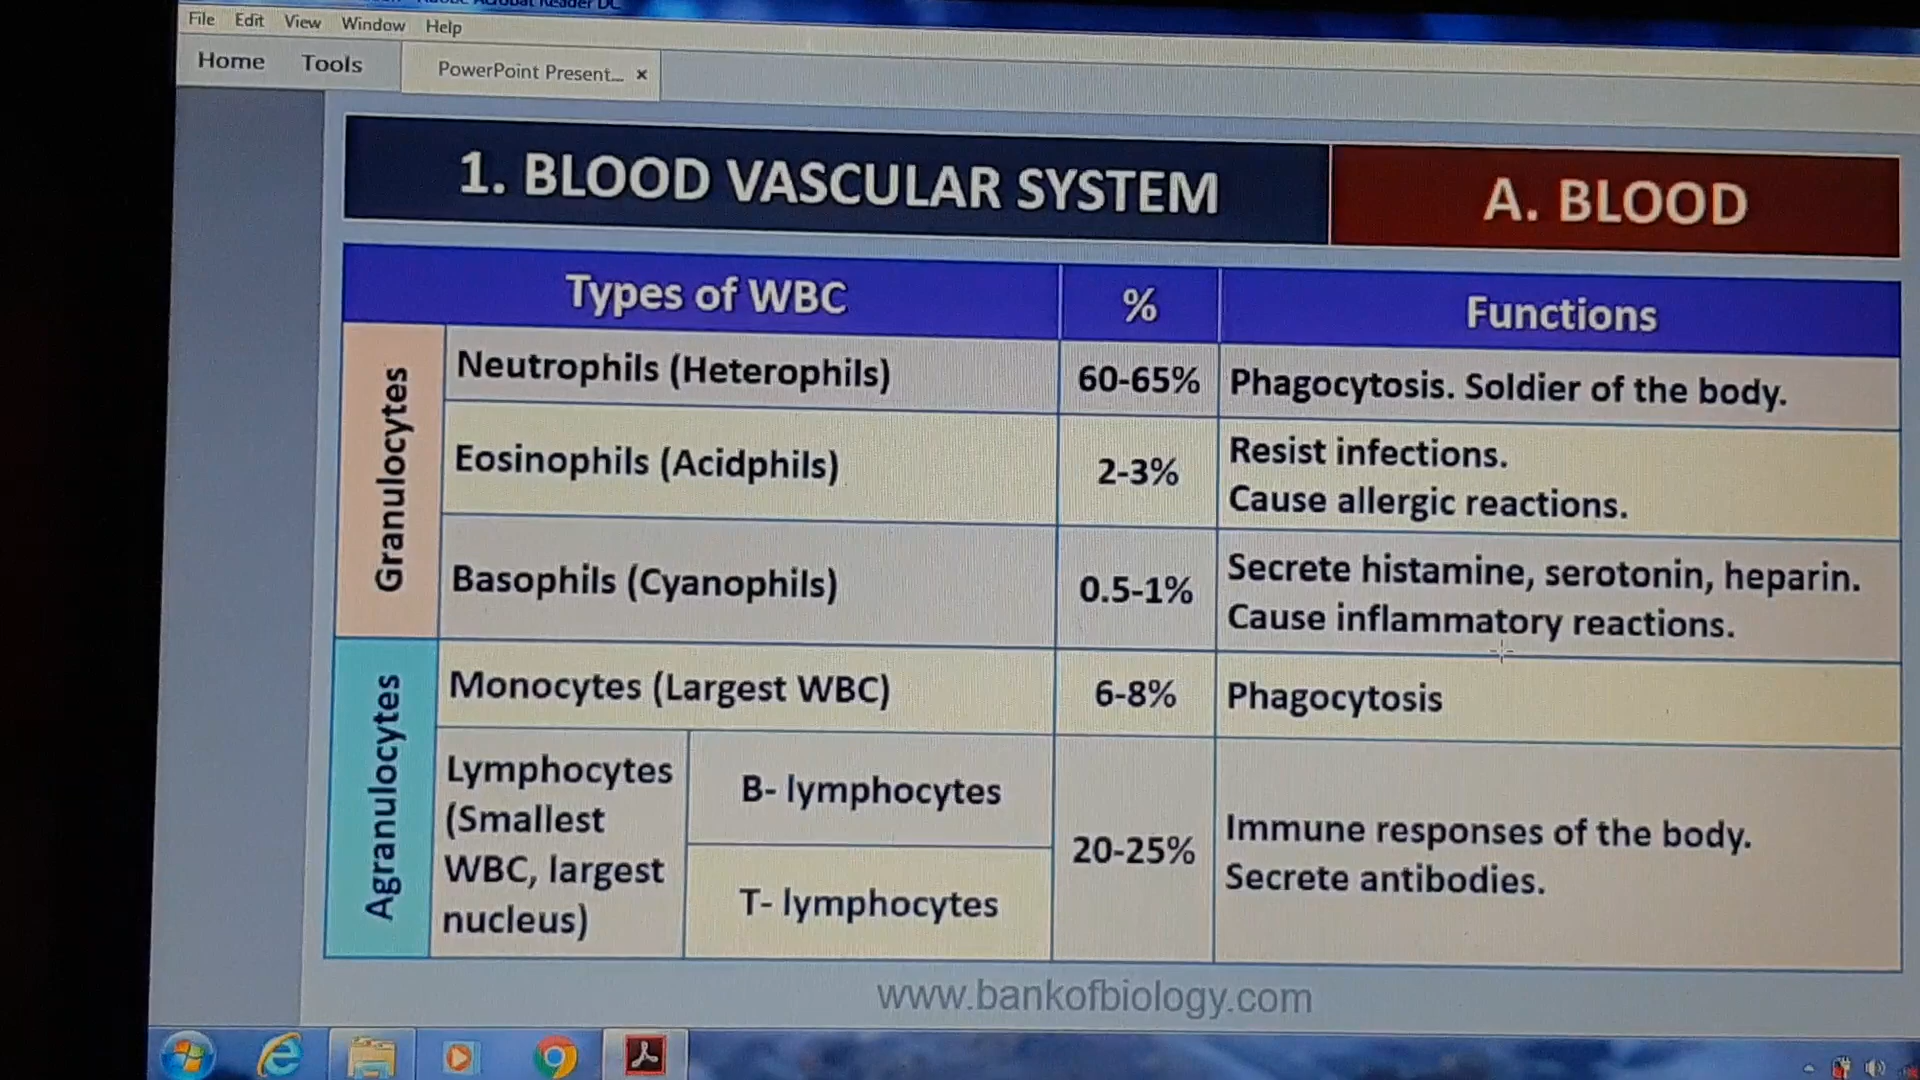 File Edit View Window Help
Home Tools PowerPoint Present... ×
1. BLOOD VASCULAR SYSTEM
A. BLOOD
Types of WBC % Functions
Granulocytes
Neutrophils (Heterophils) 60-65% Phagocytosis. Soldier of the body.
Eosinophils (Acidphils) 2-3% Resist infections.
Cause allergic reactions.
Basophils (Cyanophils) 0.5-1% Secrete histamine, serotonin, heparin.
Cause inflammatory reactions.
Agranulocytes
Monocytes (Largest WBC) 6-8% Phagocytosis
Lymphocytes
(Smallest
WBC, largest
nucleus)
B- lymphocytes
T- lymphocytes
20-25%
Immune responses of the body.
Secrete antibodies.
www.bankofbiology.com